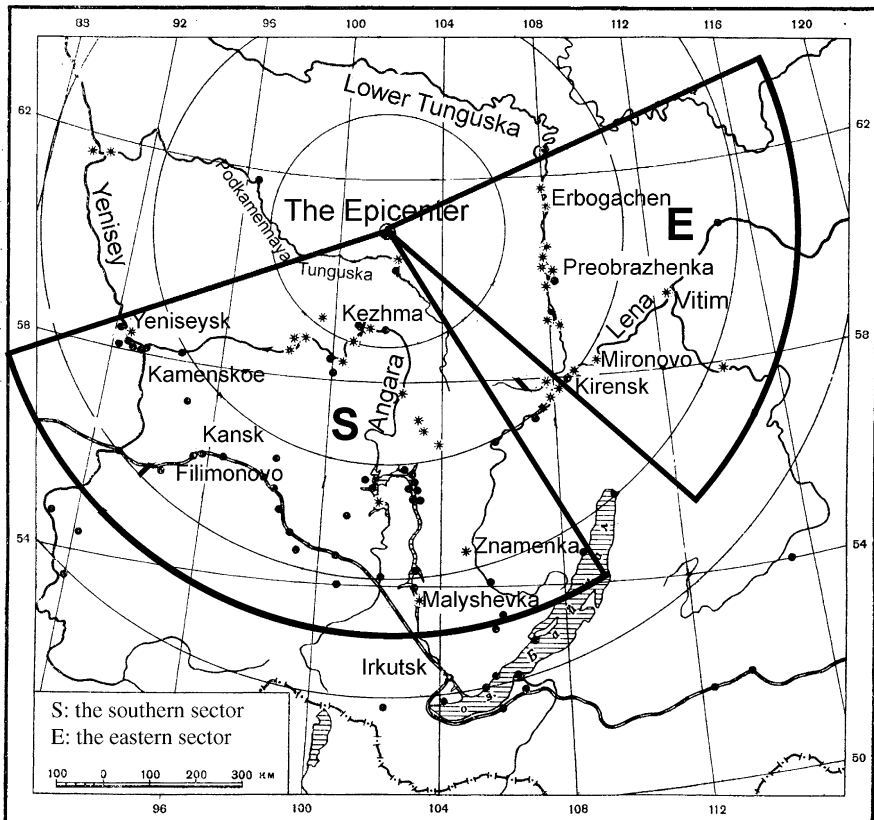 83 92 96 100 104 108 112 116 120
62
62
Lower Tunguska
Yenisey
Podkamennaya
Tunguska
The Epicenter
Erbogachen
E
Preobrazhenka
Vitim
Lena
58
58
Yeniseysk
Kezhma
Mironovo
Kamenskoe
Kirensk
Angara
S
Kansk
Filimonovo
54
54
Znamenka
Malyshevka
Irkutsk
S: the southern sector
E: the eastern sector
100 0 100 200 300 КМ
50
96 100 104 108 112